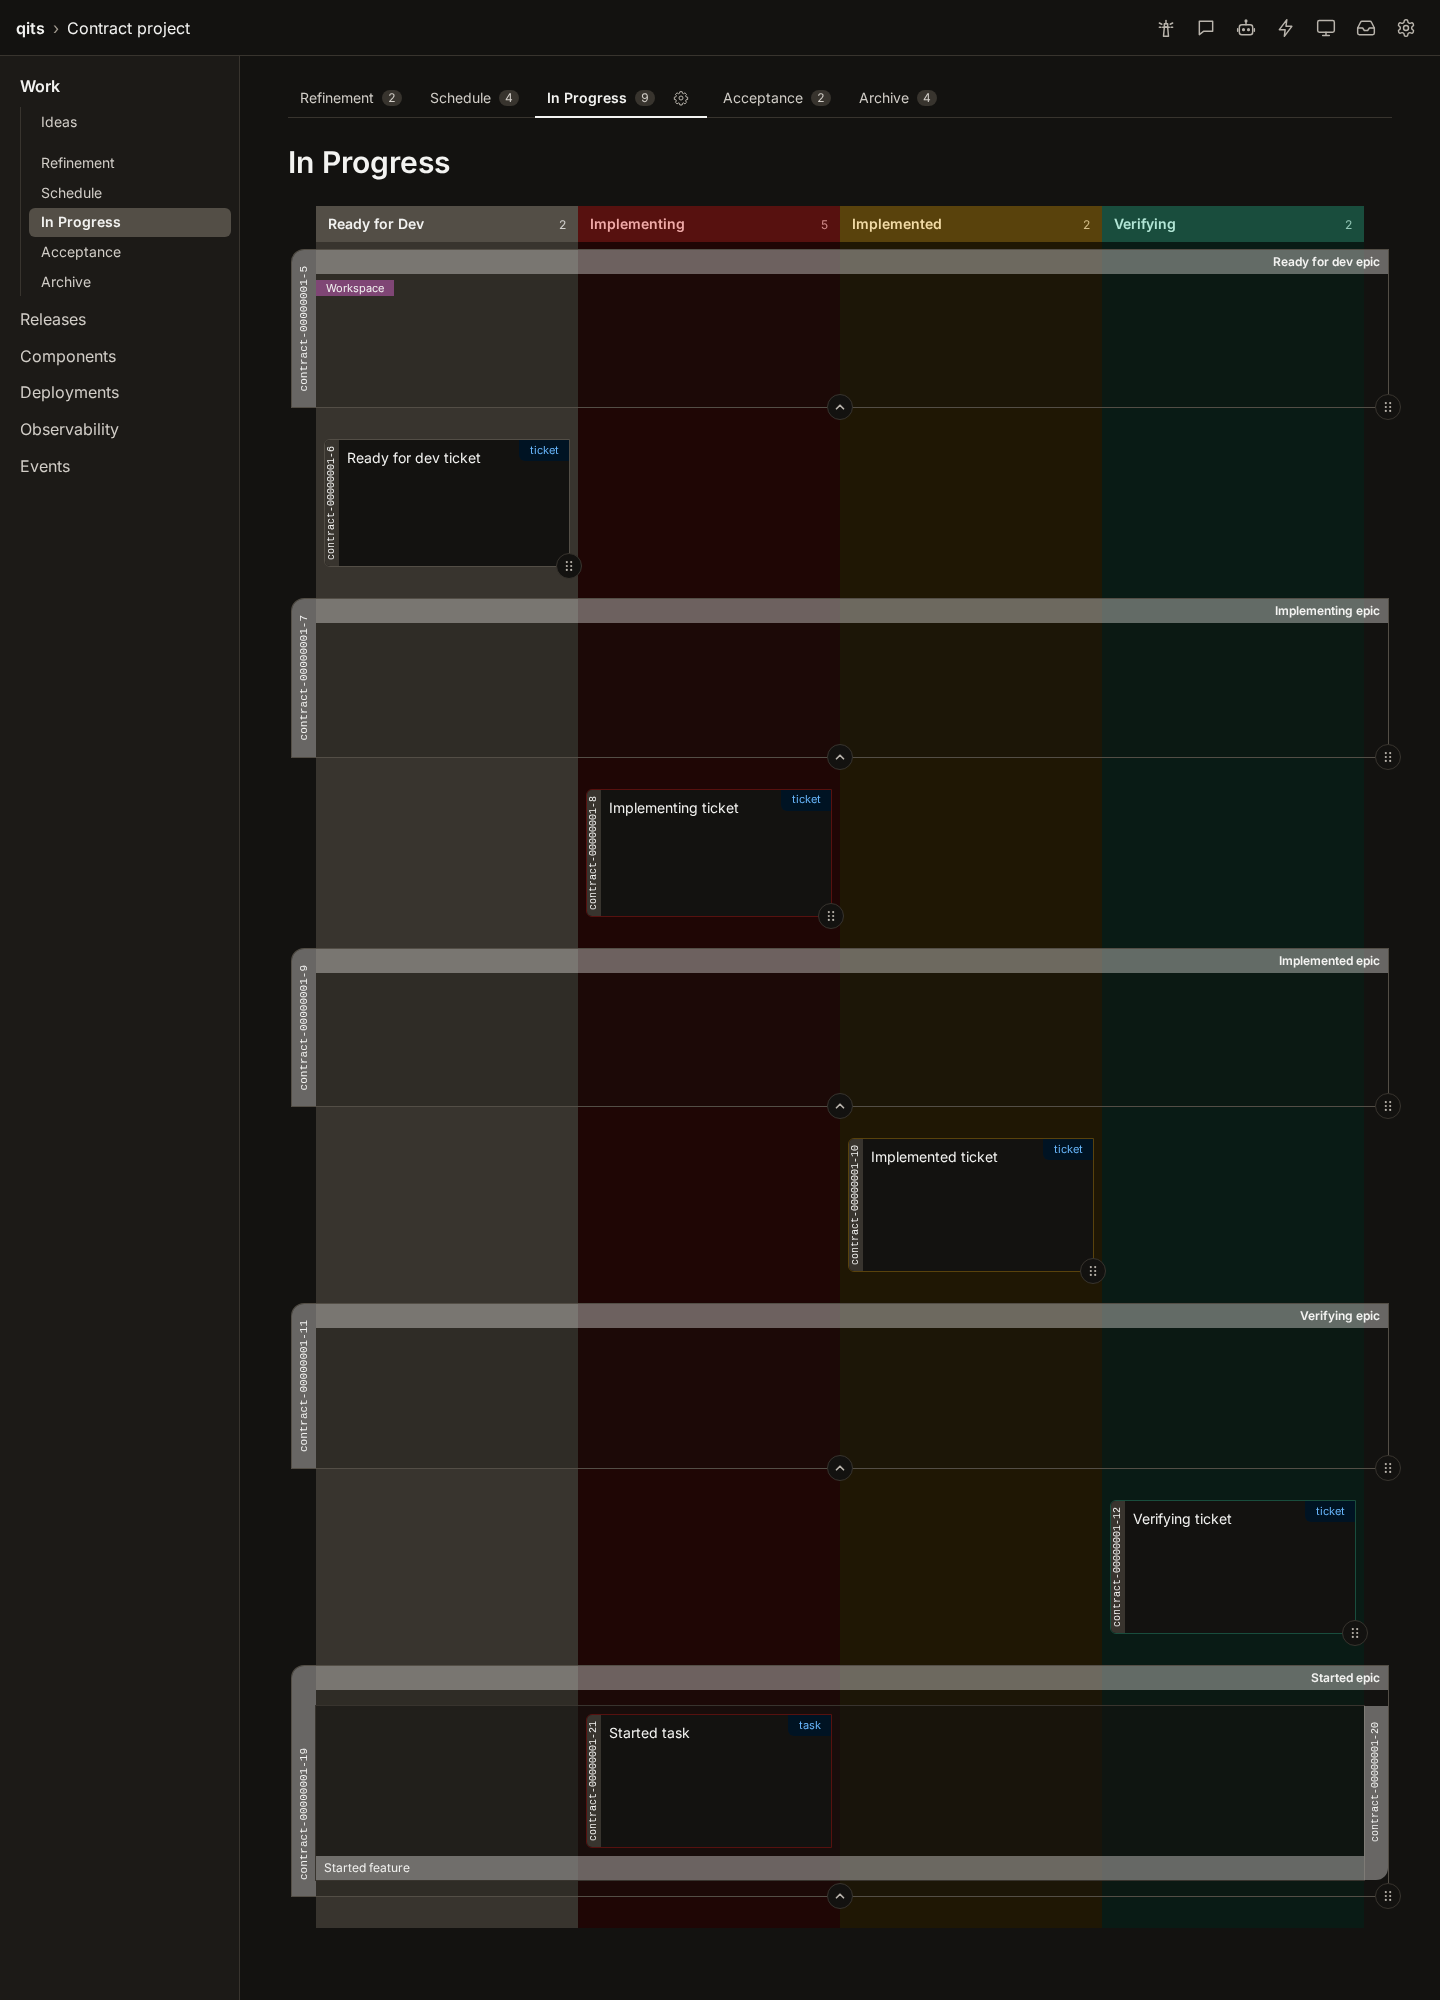 qits › Contract project
Work
Ideas
Refinement
Schedule
In Progress
Acceptance
Archive
Releases
Components
Deployments
Observability
Events
Refinement 2
Schedule 4
In Progress 9
Acceptance 2
Archive 4
In Progress
Ready for Dev 2
Implementing 5
Implemented 2
Verifying 2
contract-00000001-5
Ready for dev epic
Workspace
contract-00000001-6
Ready for dev ticket
ticket
contract-00000001-7
Implementing epic
contract-00000001-8
Implementing ticket
ticket
contract-00000001-9
Implemented epic
contract-00000001-10
Implemented ticket
ticket
contract-00000001-11
Verifying epic
contract-00000001-12
Verifying ticket
ticket
contract-00000001-19
Started epic
contract-00000001-21
Started task
task
contract-00000001-20
Started feature